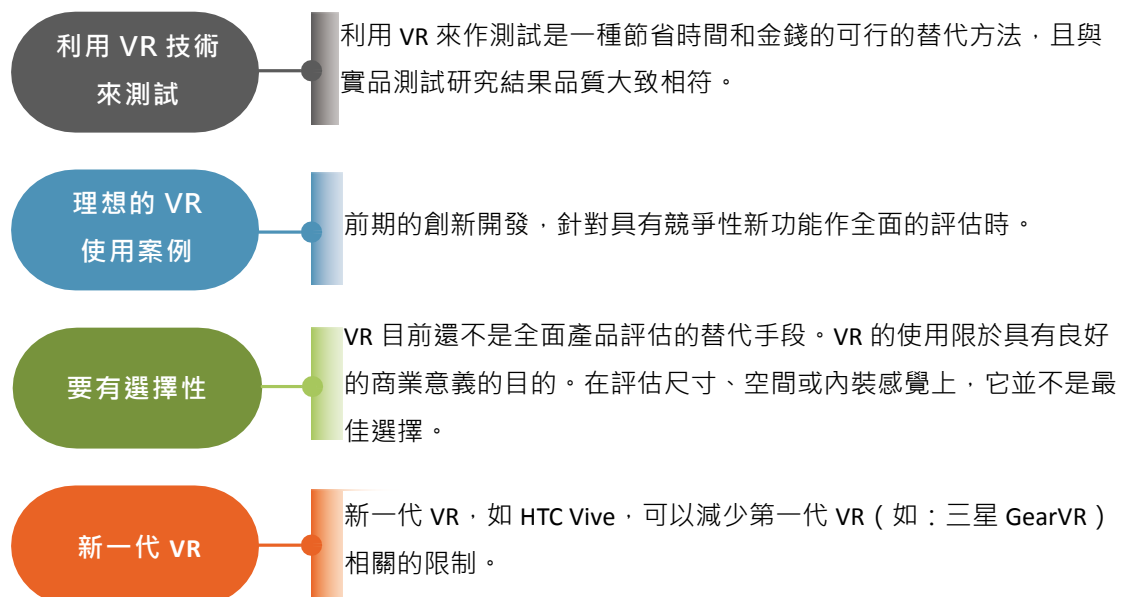 利用 VR 技術
來測試
利用 VR 來作測試是一種節省時間和金錢的可行的替代方法，且與
實品測試研究結果品質大致相符。
理想的 VR
使用案例
前期的創新開發，針對具有競爭性新功能作全面的評估時。
要有選擇性
VR 目前還不是全面產品評估的替代手段。VR 的使用限於具有良好
的商業意義的目的。在評估尺寸、空間或內裝感覺上，它並不是最
佳選擇。
新一代 VR
新一代 VR，如 HTC Vive，可以減少第一代 VR（如：三星 GearVR）
相關的限制。